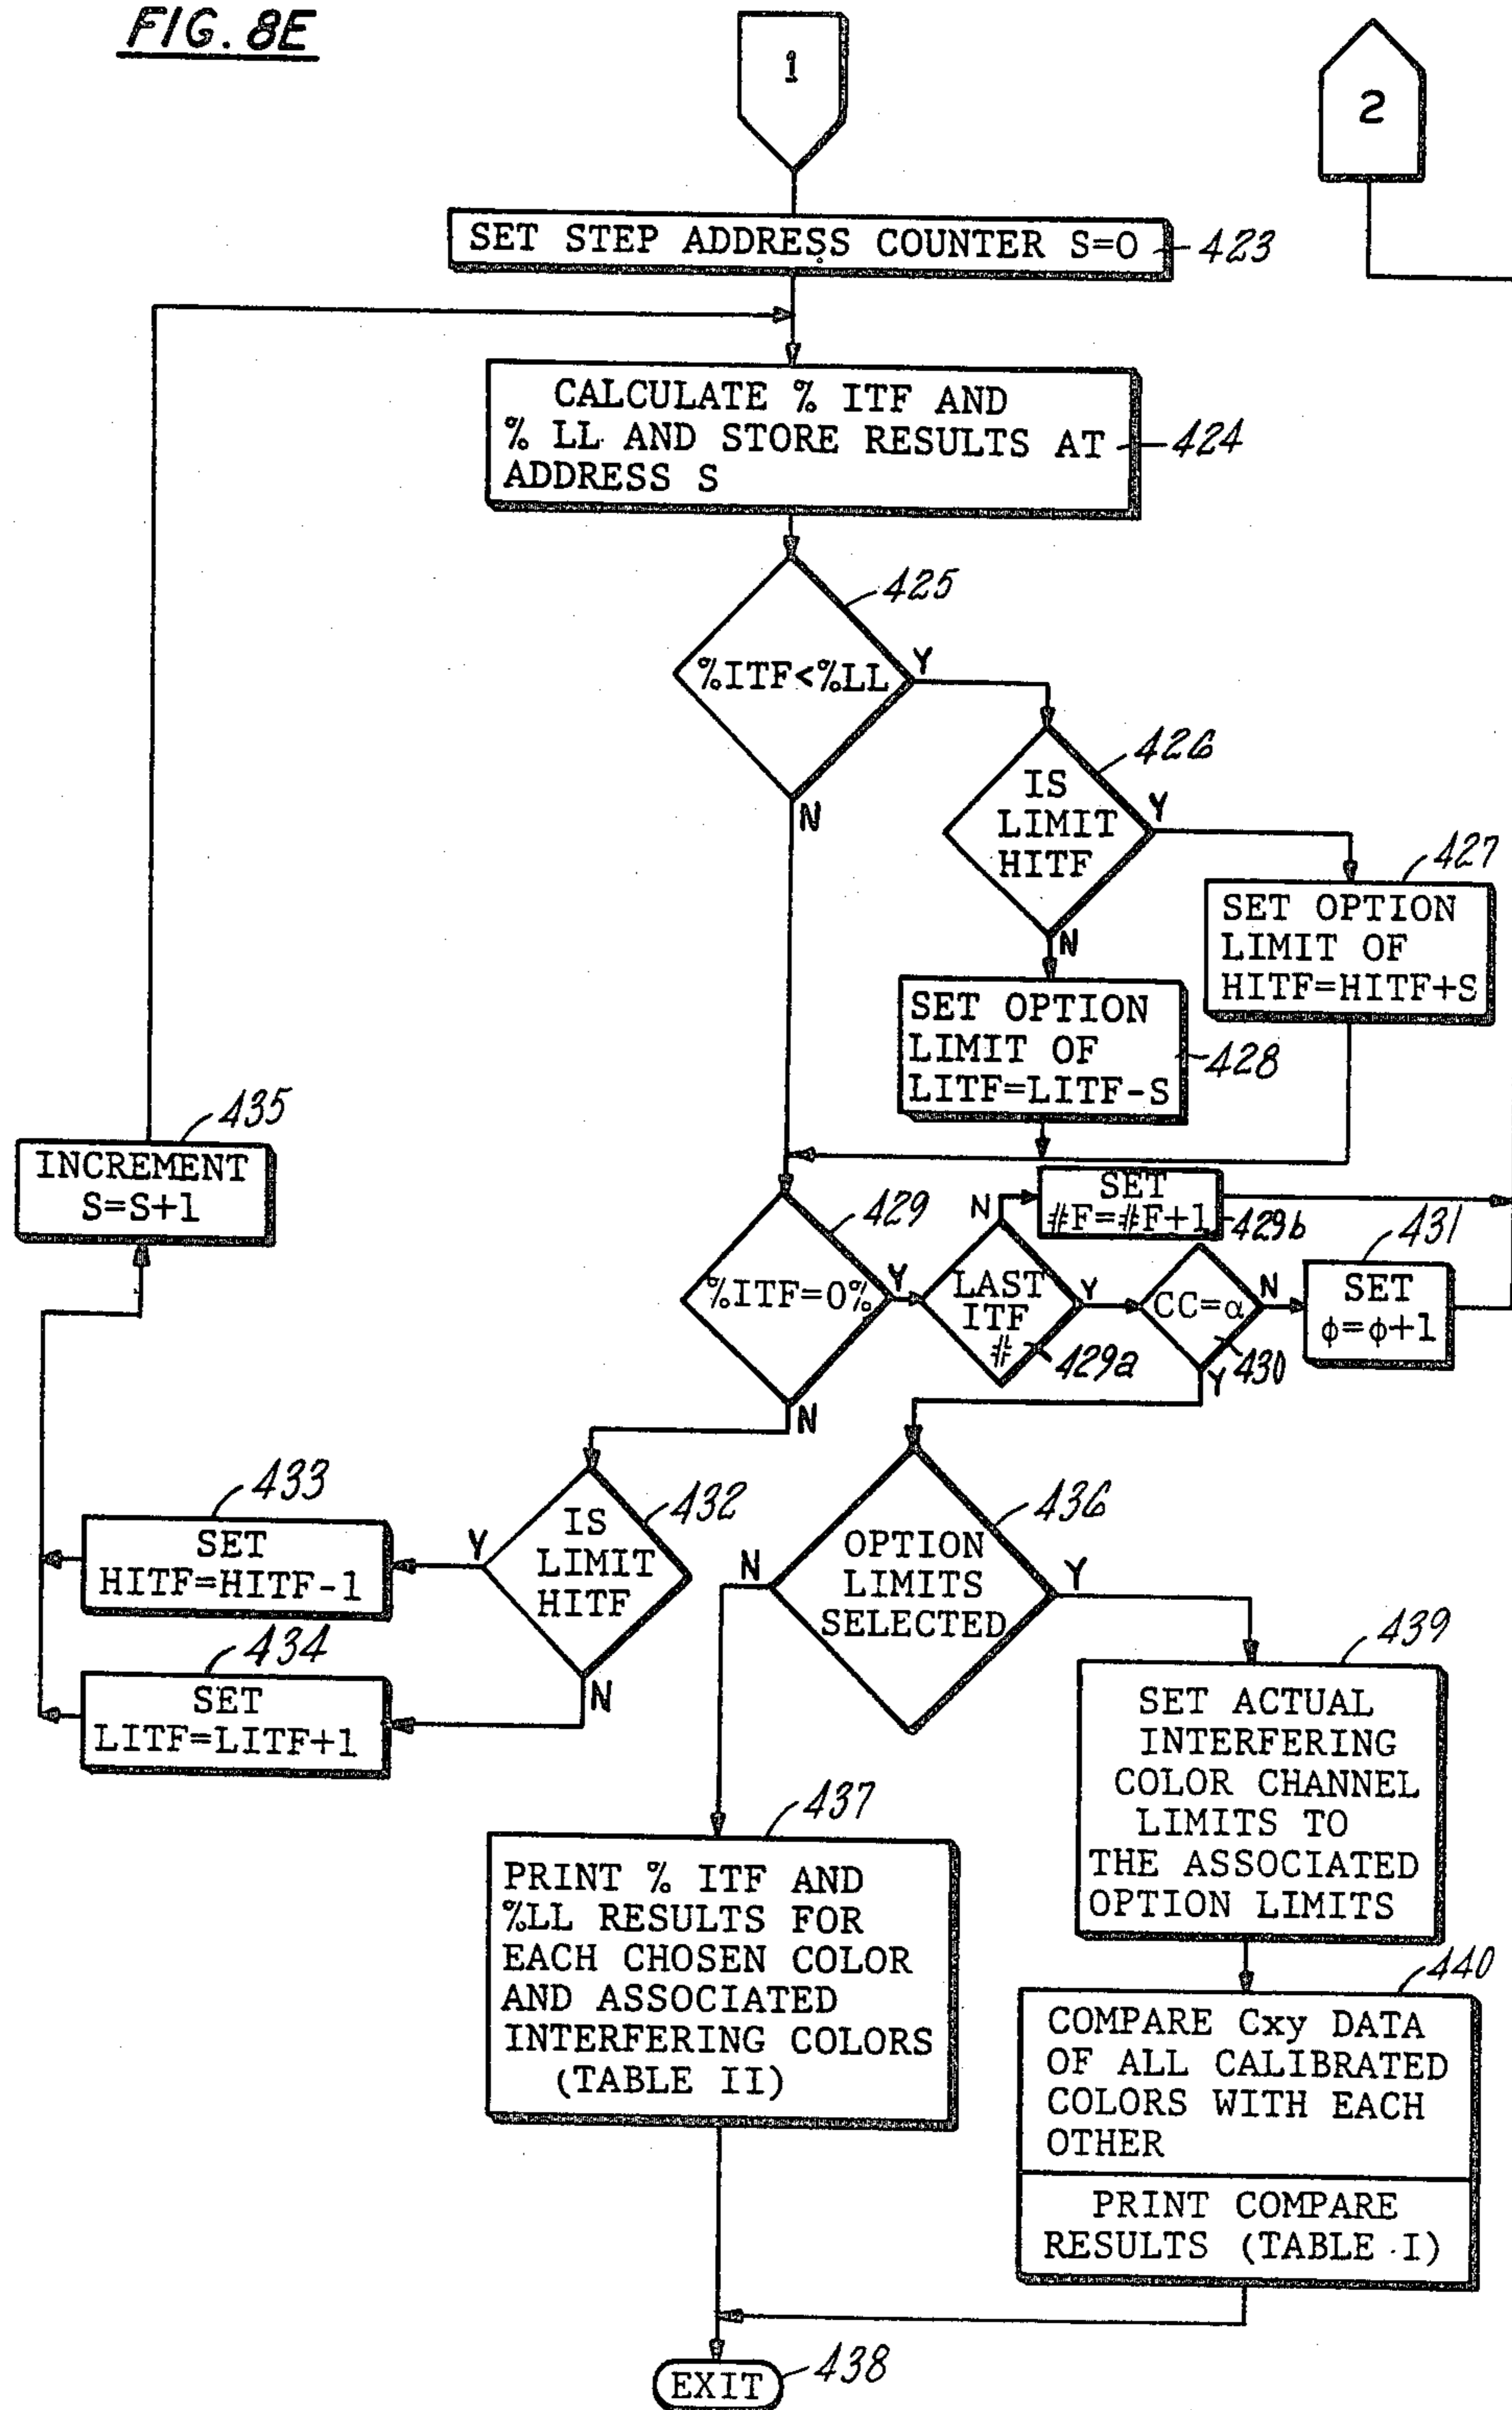 FIG. 8E
1
2
SET STEP ADDRESS COUNTER S=0
423
CALCULATE % ITF AND
% LL AND STORE RESULTS AT
ADDRESS S
424
425
%ITF<%LL
Y
N
426
IS
LIMIT
HITF
Y
N
427
SET OPTION
LIMIT OF
HITF=HITF+S
SET OPTION
LIMIT OF
LITF=LITF-S
428
435
INCREMENT
S=S+1
429
%ITF=0%
Y
N
LAST
ITF
#
429a
N
Y
SET
#F=#F+1
429b
CC=α
430
N
Y
431
SET
ϕ=ϕ+1
432
IS
LIMIT
HITF
Y
N
433
SET
HITF=HITF-1
434
SET
LITF=LITF+1
436
OPTION
LIMITS
SELECTED
N
Y
437
PRINT % ITF AND
%LL RESULTS FOR
EACH CHOSEN COLOR
AND ASSOCIATED
INTERFERING COLORS
(TABLE II)
439
SET ACTUAL
INTERFERING
COLOR CHANNEL
LIMITS TO
THE ASSOCIATED
OPTION LIMITS
440
COMPARE Cxy DATA
OF ALL CALIBRATED
COLORS WITH EACH
OTHER
PRINT COMPARE
RESULTS (TABLE I)
EXIT
438